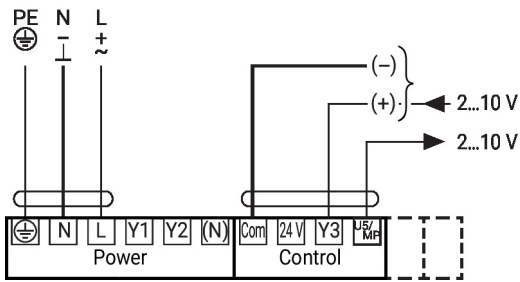 PE N L
− +
⊥ ~
(−)
(+) 2...10 V
2...10 V
N L Y1 Y2 (N) Com 24 V Y3 U5/MP
Power Control